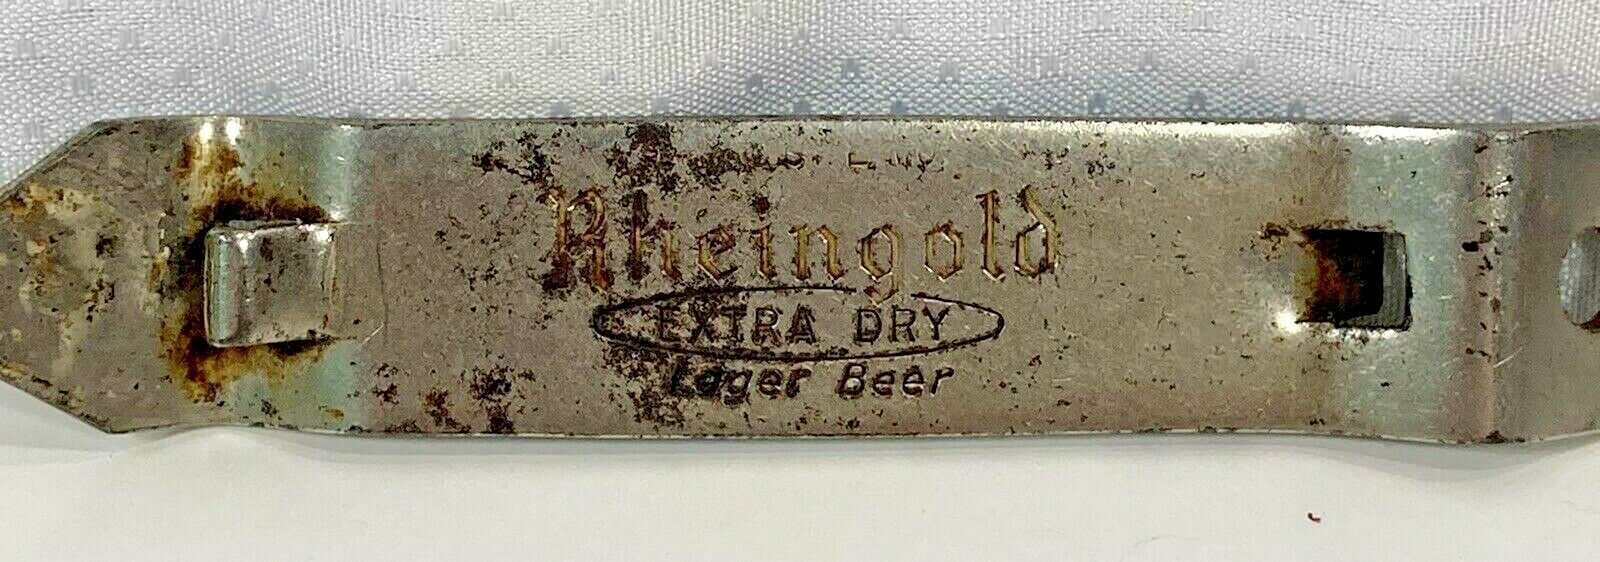 Rheingold
EXTRA DRY
Lager Beer